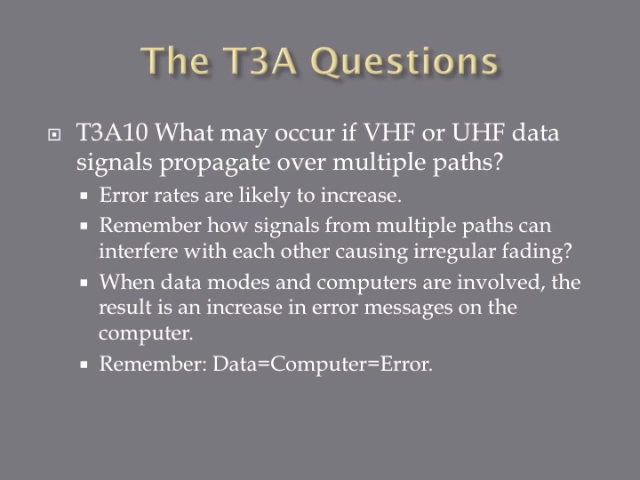 The T3A Questions
T3A10 What may occur if VHF or UHF data
signals propagate over multiple paths?
Error rates are likely to increase.
Remember how signals from multiple paths can
interfere with each other causing irregular fading?
When data modes and computers are involved, the
result is an increase in error messages on the
computer.
Remember: Data=Computer=Error.